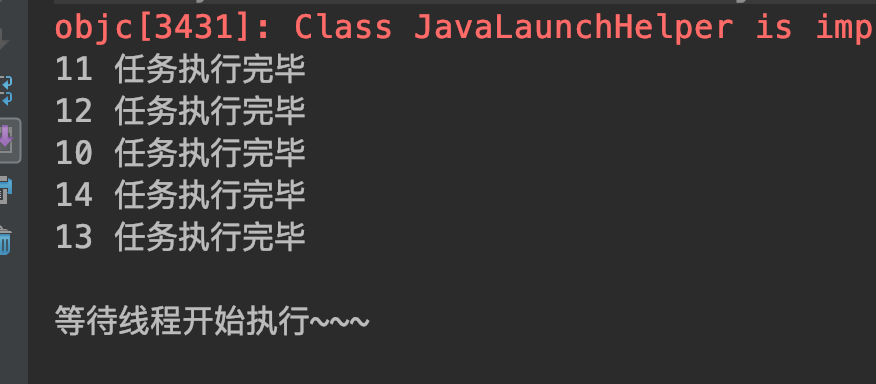 objc[3431]: Class JavaLaunchHelper is imp
11 任务执行完毕
12 任务执行完毕
10 任务执行完毕
14 任务执行完毕
13 任务执行完毕
等待线程开始执行~~~